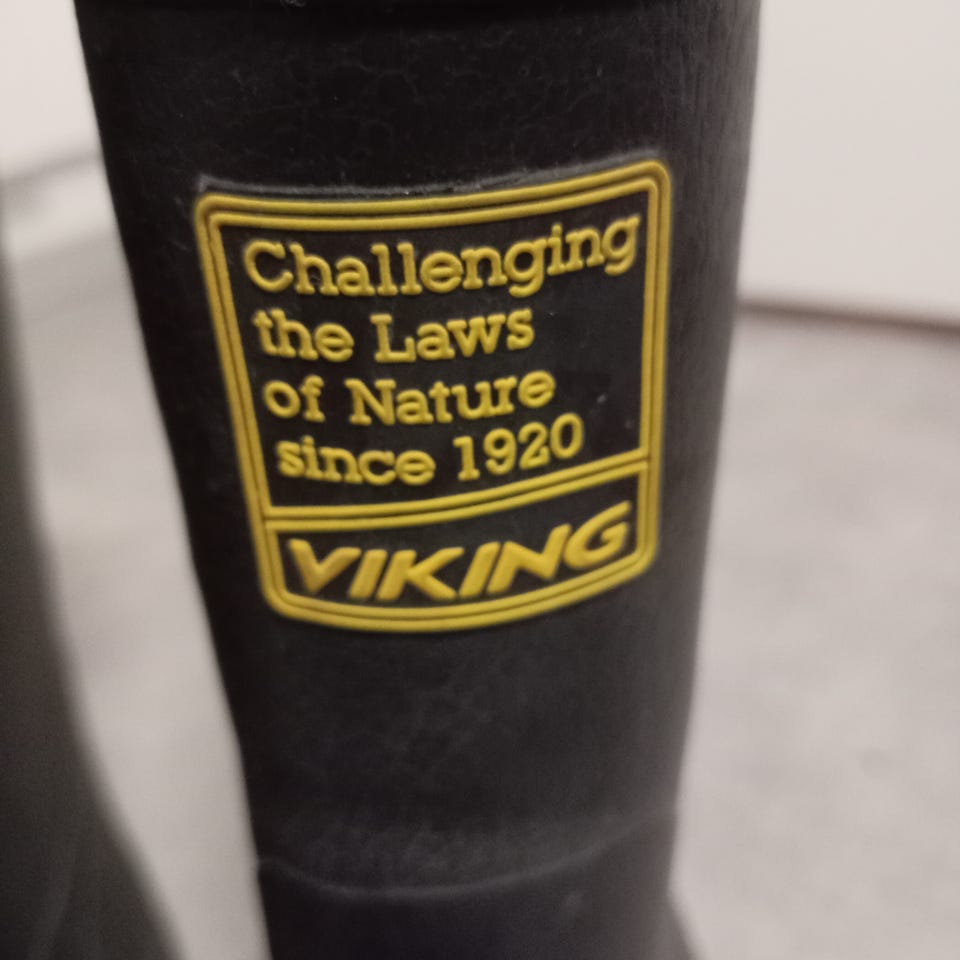 Challenging
the Laws
of Nature
since 1920
VIKING